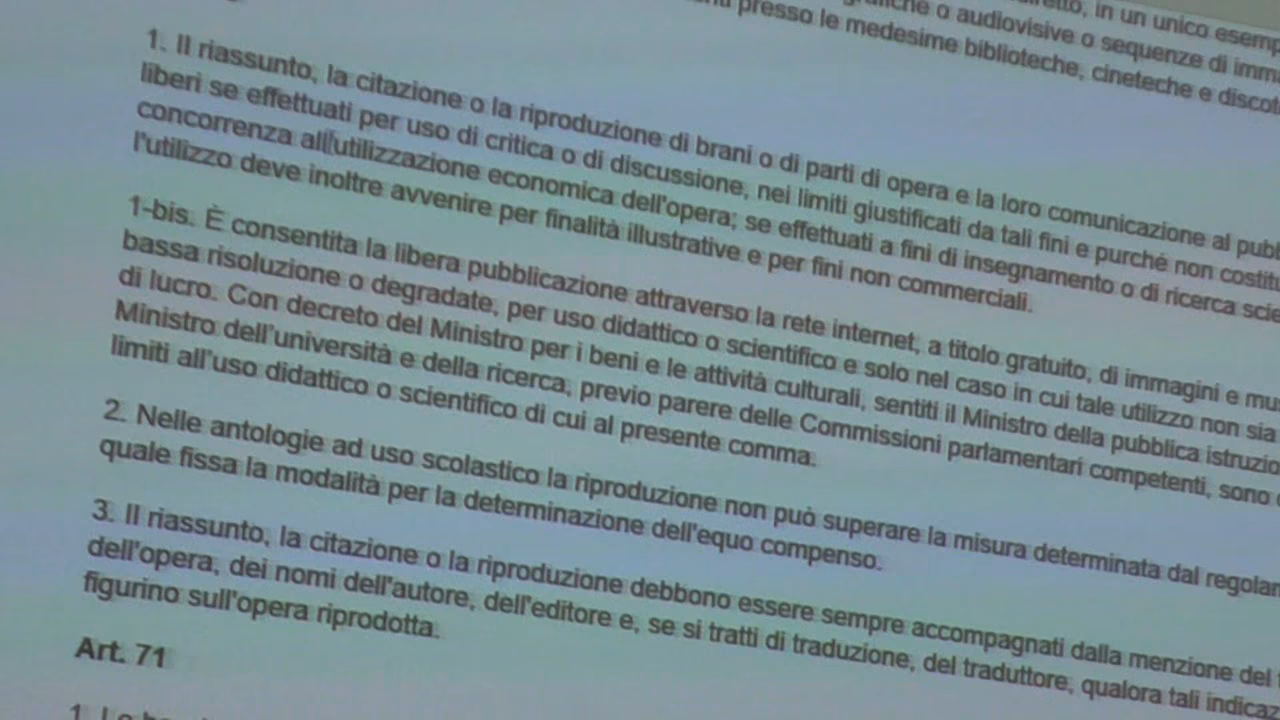 in un unico
o audiovisive o sequenze di
presso le medesime biblioteche, cineteche e
1. Il riassunto, la citazione o la riproduzione di brani o di parti di opera e la loro comunicazione al
liberi se effettuati per uso di critica o di discussione, nei limiti giustificati da tali fini e purché non
concorrenza all'utilizzazione economica dell'opera; se effettuati a fini di insegnamento o di ricerca
l'utilizzo deve inoltre avvenire per finalità illustrative e per fini non commerciali.
1-bis. È consentita la libera pubblicazione attraverso la rete internet, a titolo gratuito, di immagini e
bassa risoluzione o degradate, per uso didattico o scientifico e solo nel caso in cui tale utilizzo non sia
di lucro. Con decreto del Ministro per i beni e le attività culturali, sentiti il Ministro della pubblica
Ministro dell'università e della ricerca, previo parere delle Commissioni parlamentari competenti, sono
limiti all'uso didattico o scientifico di cui al presente comma.
2. Nelle antologie ad uso scolastico la riproduzione non può superare la misura determinata dal
quale fissa la modalità per la determinazione dell'equo compenso.
3. Il riassunto, la citazione o la riproduzione debbono essere sempre accompagnati dalla menzione del
dell'opera, dei nomi dell'autore, dell'editore e, se si tratti di traduzione, del traduttore, qualora tali
figurino sull'opera riprodotta.
Art. 71